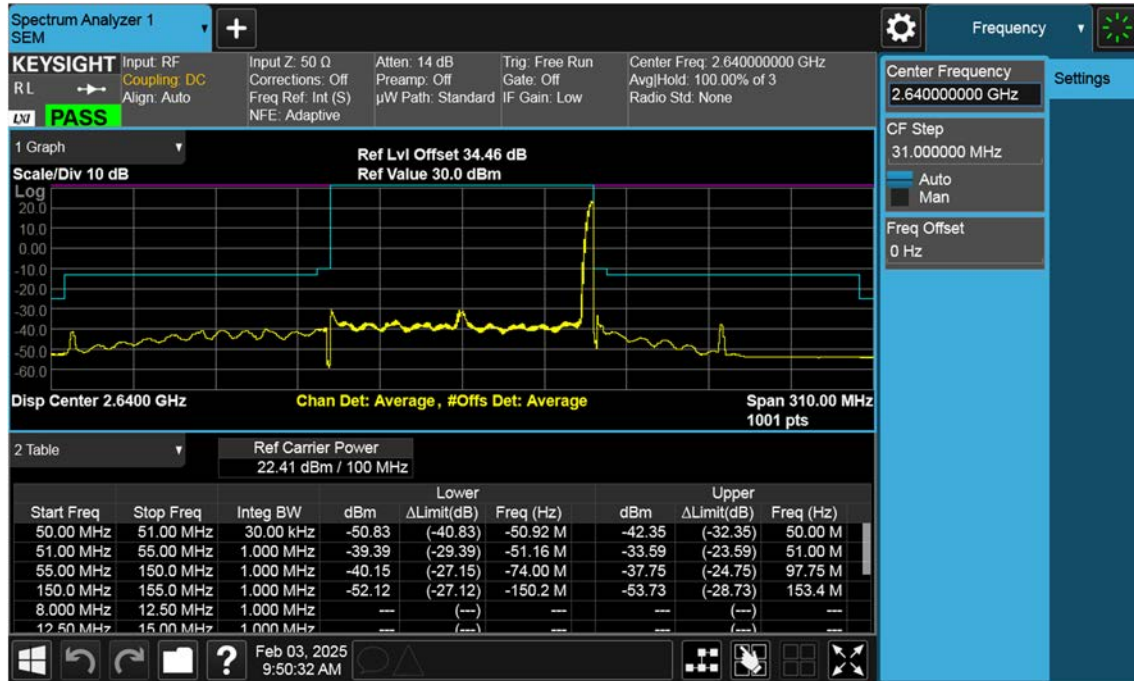 Spectrum Analyzer 1
SEM
Frequency
KEYSIGHT
R L
LXI
PASS
Input: RF
Coupling: DC
Align: Auto
Input Z: 50 Ω
Corrections: Off
Freq Ref: Int (S)
NFE: Adaptive
Atten: 14 dB
Preamp: Off
µW Path: Standard
Trig: Free Run
Gate: Off
IF Gain: Low
Center Freq: 2.640000000 GHz
Avg|Hold: 100.00% of 3
Radio Std: None
Center Frequency
2.640000000 GHz
Settings
CF Step
31.000000 MHz
Auto
Man
Freq Offset
0 Hz
1 Graph
Ref Lvl Offset 34.46 dB
Scale/Div 10 dB
Ref Value 30.0 dBm
Log
20.0
10.0
0.00
-10.0
-20.0
-30.0
-40.0
-50.0
-60.0
Disp Center 2.6400 GHz
Chan Det: Average, #Offs Det: Average
Span 310.00 MHz
1001 pts
2 Table
Ref Carrier Power
22.41 dBm / 100 MHz
Lower Upper
Start Freq Stop Freq Integ BW dBm ΔLimit(dB) Freq (Hz) dBm ΔLimit(dB) Freq (Hz)
50.00 MHz 51.00 MHz 30.00 kHz -50.83 (-40.83) -50.92 M -42.35 (-32.35) 50.00 M
51.00 MHz 55.00 MHz 1.000 MHz -39.39 (-29.39) -51.16 M -33.59 (-23.59) 51.00 M
55.00 MHz 150.0 MHz 1.000 MHz -40.15 (-27.15) -74.00 M -37.75 (-24.75) 97.75 M
150.0 MHz 155.0 MHz 1.000 MHz -52.12 (-27.12) -150.2 M -53.73 (-28.73) 153.4 M
8.000 MHz 12.50 MHz 1.000 MHz --- (---) --- --- (---) ---
12.50 MHz 15.00 MHz 1.000 MHz --- (---) --- --- (---) ---
?
Feb 03, 2025
9:50:32 AM